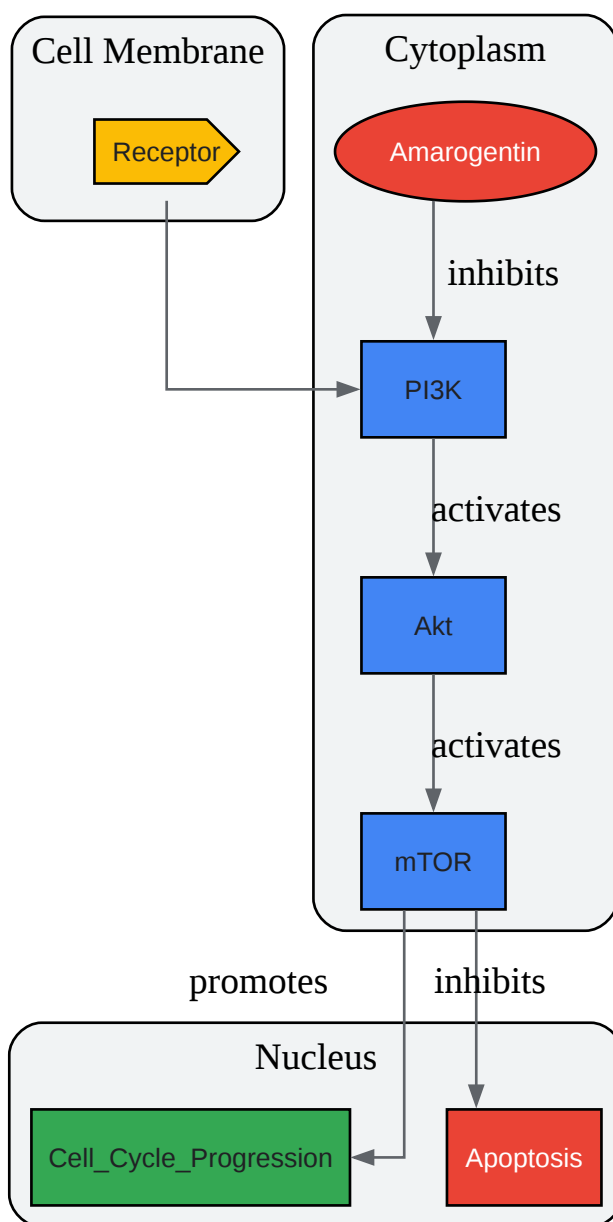 Cell Membrane
Cytoplasm
Receptor
Amarogentin
inhibits
PI3K
activates
Akt
activates
mTOR
promotes
inhibits
Nucleus
Cell_Cycle_Progression
Apoptosis